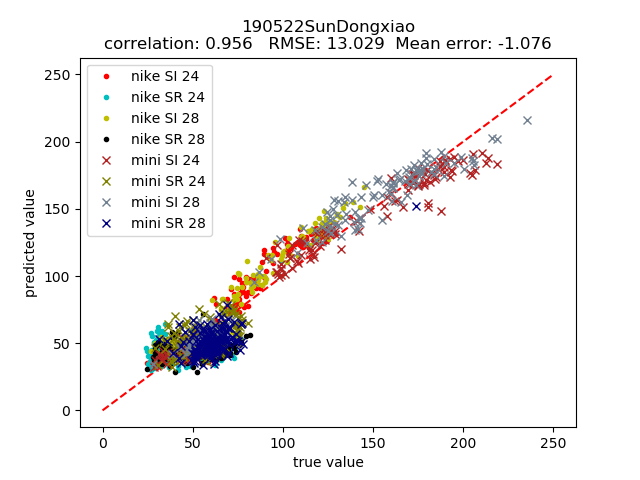 190522SunDongxiao
correlation: 0.956   RMSE: 13.029  Mean error: -1.076
250
200
150
100
50
0
predicted value
nike SI 24
nike SR 24
nike SI 28
nike SR 28
mini SI 24
mini SR 24
mini SI 28
mini SR 28
0 50 100 150 200 250
true value